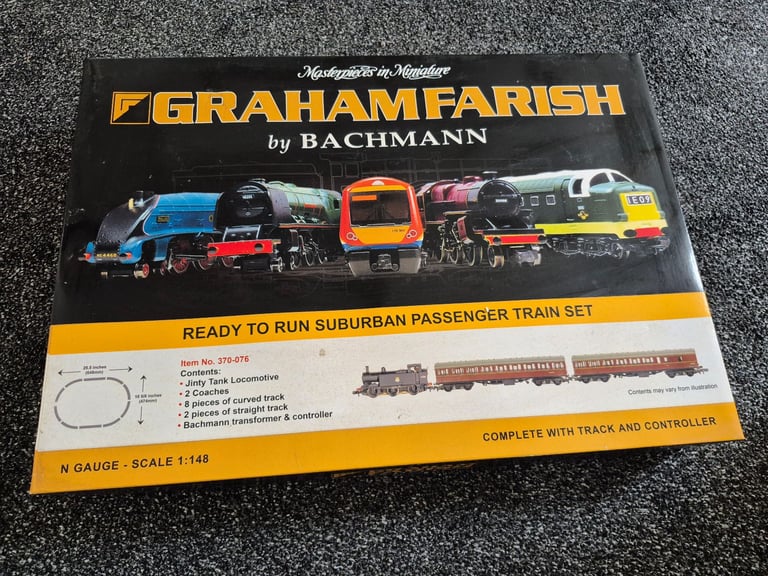 Masterpieces in Miniature
GRAHAM FARISH
by BACHMANN
1E09
READY TO RUN SUBURBAN PASSENGER TRAIN SET
Item No. 370-076
Contents:
• Jinty Tank Locomotive
• 2 Coaches
• 8 pieces of curved track
• 2 pieces of straight track
• Bachmann transformer & controller
Contents may vary from illustration
N GAUGE - SCALE 1:148
COMPLETE WITH TRACK AND CONTROLLER